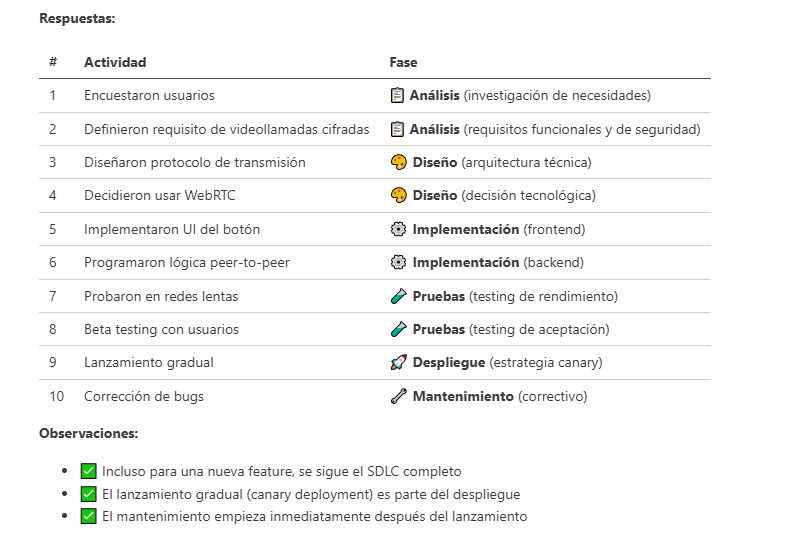 Respuestas:
# Actividad Fase
1 Encuestaron usuarios 📋 Análisis (investigación de necesidades)
2 Definieron requisito de videollamadas cifradas 📋 Análisis (requisitos funcionales y de seguridad)
3 Diseñaron protocolo de transmisión 🎨 Diseño (arquitectura técnica)
4 Decidieron usar WebRTC 🎨 Diseño (decisión tecnológica)
5 Implementaron UI del botón ⚙️ Implementación (frontend)
6 Programaron lógica peer-to-peer ⚙️ Implementación (backend)
7 Probaron en redes lentas 🧪 Pruebas (testing de rendimiento)
8 Beta testing con usuarios 🧪 Pruebas (testing de aceptación)
9 Lanzamiento gradual 🚀 Despliegue (estrategia canary)
10 Corrección de bugs 🔧 Mantenimiento (correctivo)
Observaciones:
• ✅ Incluso para una nueva feature, se sigue el SDLC completo
• ✅ El lanzamiento gradual (canary deployment) es parte del despliegue
• ✅ El mantenimiento empieza inmediatamente después del lanzamiento